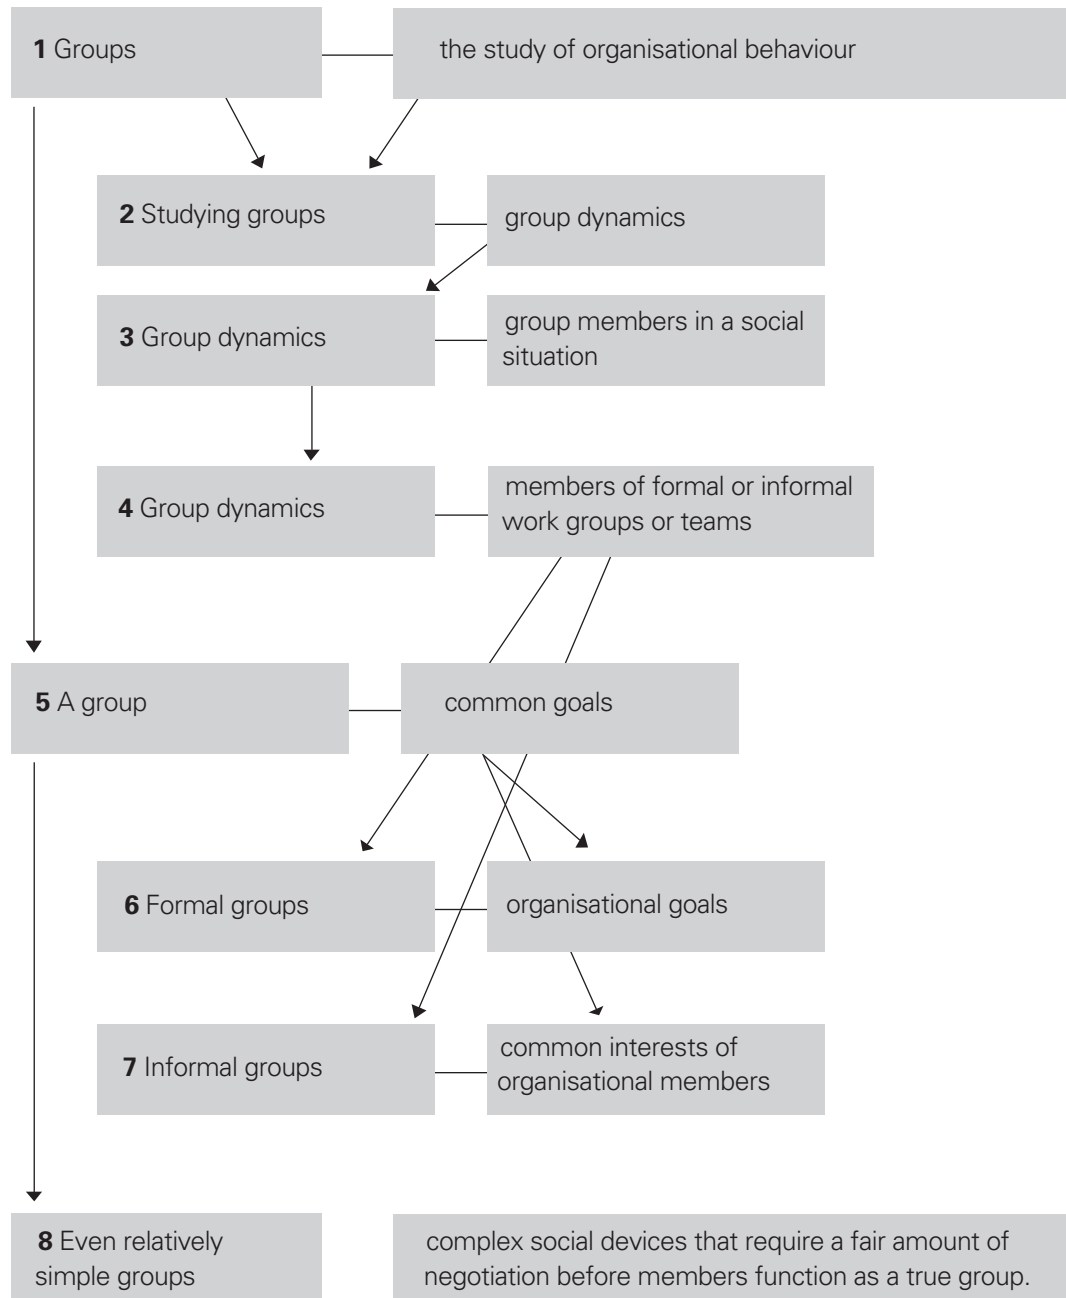 1 Groups
the study of organisational behaviour
2 Studying groups
group dynamics
3 Group dynamics
group members in a social
situation
4 Group dynamics
members of formal or informal
work groups or teams
5 A group
common goals
6 Formal groups
organisational goals
7 Informal groups
common interests of
organisational members
8 Even relatively
simple groups
complex social devices that require a fair amount of
negotiation before members function as a true group.